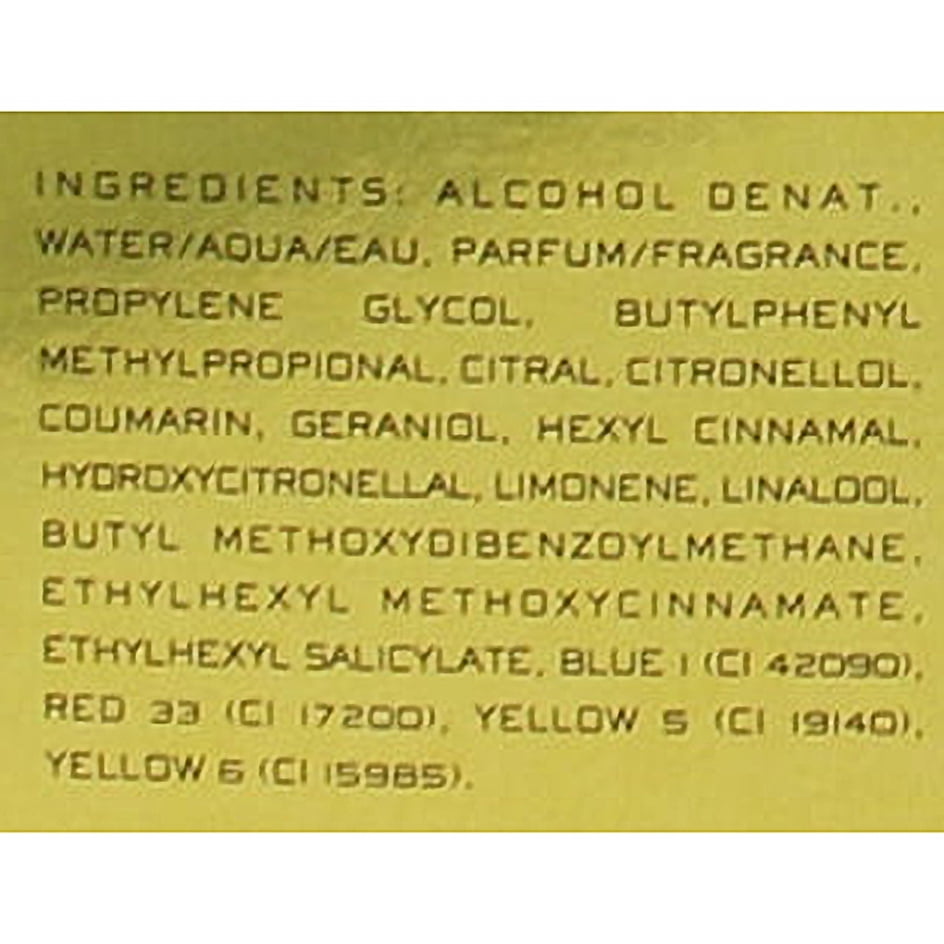 INGREDIENTS: ALCOHOL DENAT.,
WATER/AQUA/EAU, PARFUM/FRAGRANCE,
PROPYLENE GLYCOL, BUTYLPHENYL
METHYLPROPIONAL, CITRAL, CITRONELLOL,
COUMARIN, GERANIOL, HEXYL CINNAMAL,
HYDROXYCITRONELLAL, LIMONENE, LINALOOL,
BUTYL METHOXYDIBENZOYLMETHANE,
ETHYLHEXYL METHOXYCINNAMATE,
ETHYLHEXYL SALICYLATE, BLUE 1 (CI 42090),
RED 33 (CI 17200), YELLOW 5 (CI 19140),
YELLOW 6 (CI 15985).